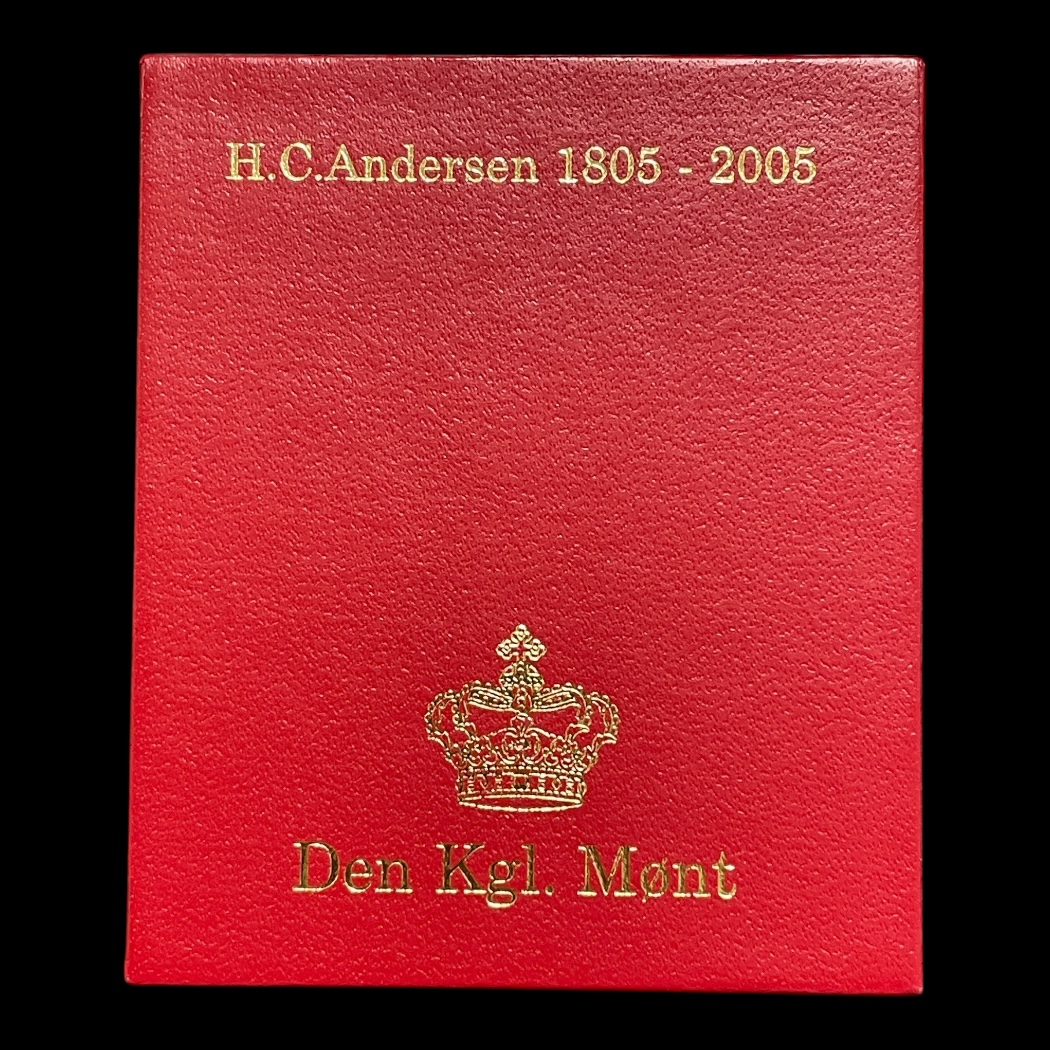 H.C.Andersen 1805 - 2005
Den Kgl. Mønt